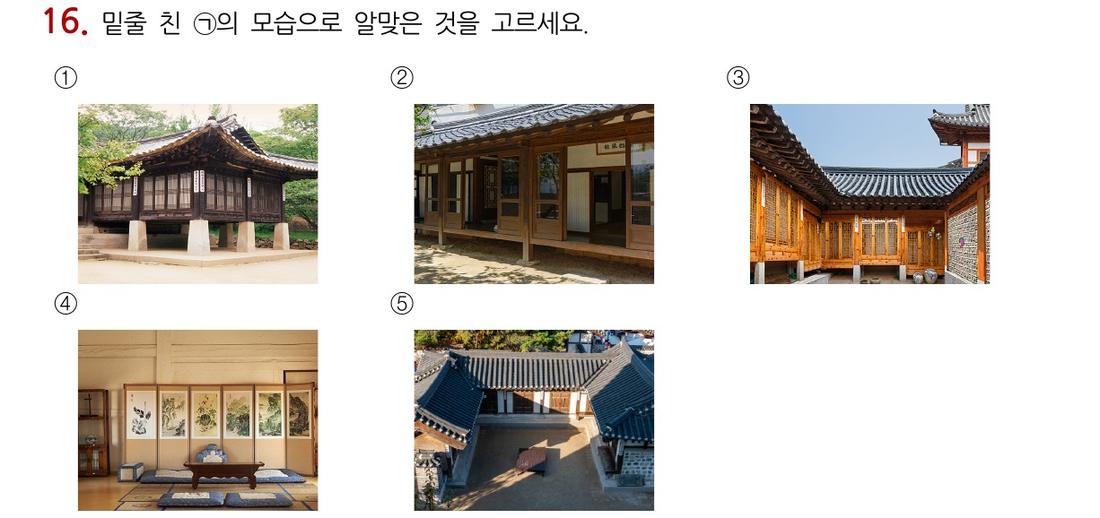 16. 밑줄 친 ㉠의 모습으로 알맞은 것을 고르세요.
① ② ③
④ ⑤